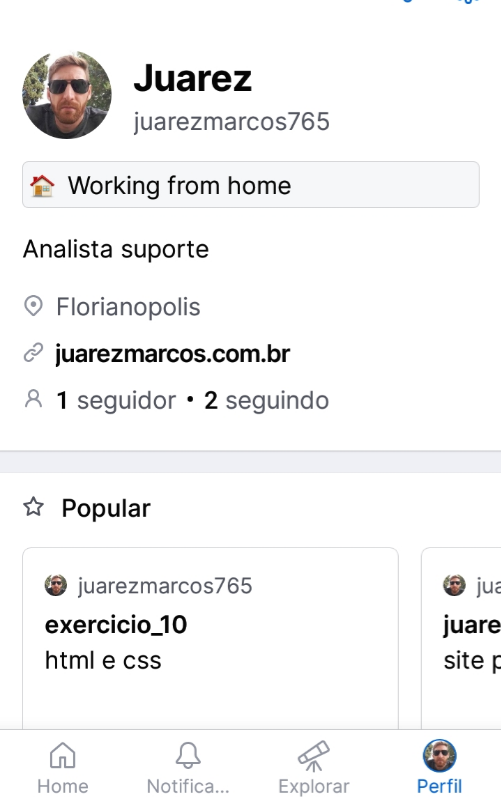 Juarez
juarezmarcos765
Working from home
Analista suporte
Florianopolis
juarezmarcos.com.br
1 seguidor • 2 seguindo
Popular
juarezmarcos765
exercicio_10
html e css
jua
juare
site p
Home
Notifica...
Explorar
Perfil